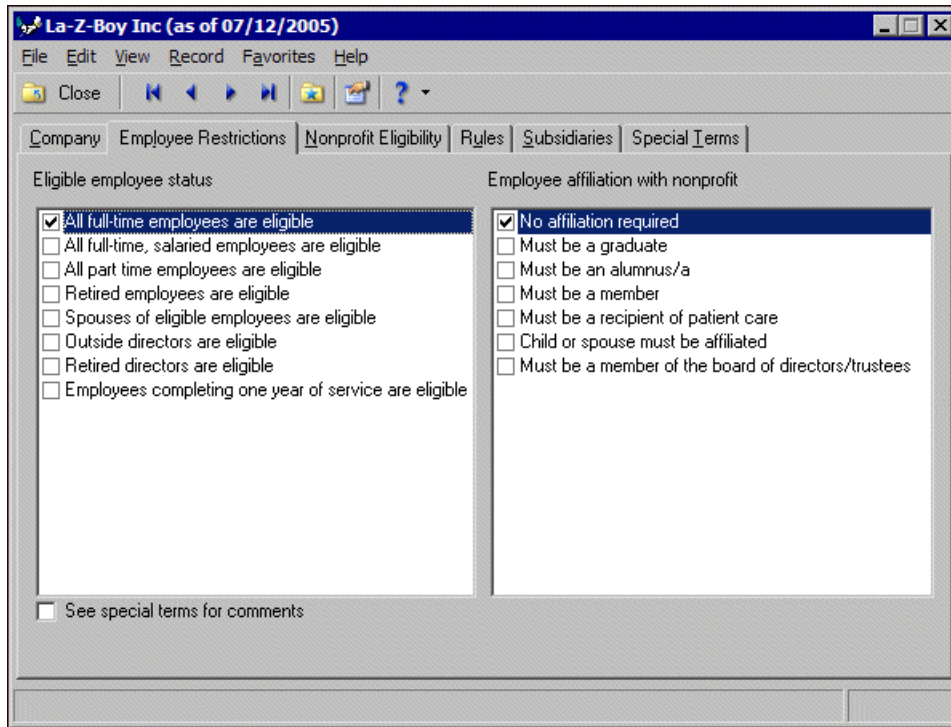 La-Z-Boy Inc (as of 07/12/2005)
File Edit View Record Favorites Help
Close ?
Company Employee Restrictions Nonprofit Eligibility Rules Subsidiaries Special Terms
Eligible employee status
All full-time employees are eligible
All full-time, salaried employees are eligible
All part time employees are eligible
Retired employees are eligible
Spouses of eligible employees are eligible
Outside directors are eligible
Retired directors are eligible
Employees completing one year of service are eligible
See special terms for comments
Employee affiliation with nonprofit
No affiliation required
Must be a graduate
Must be an alumnus/a
Must be a member
Must be a recipient of patient care
Child or spouse must be affiliated
Must be a member of the board of directors/trustees